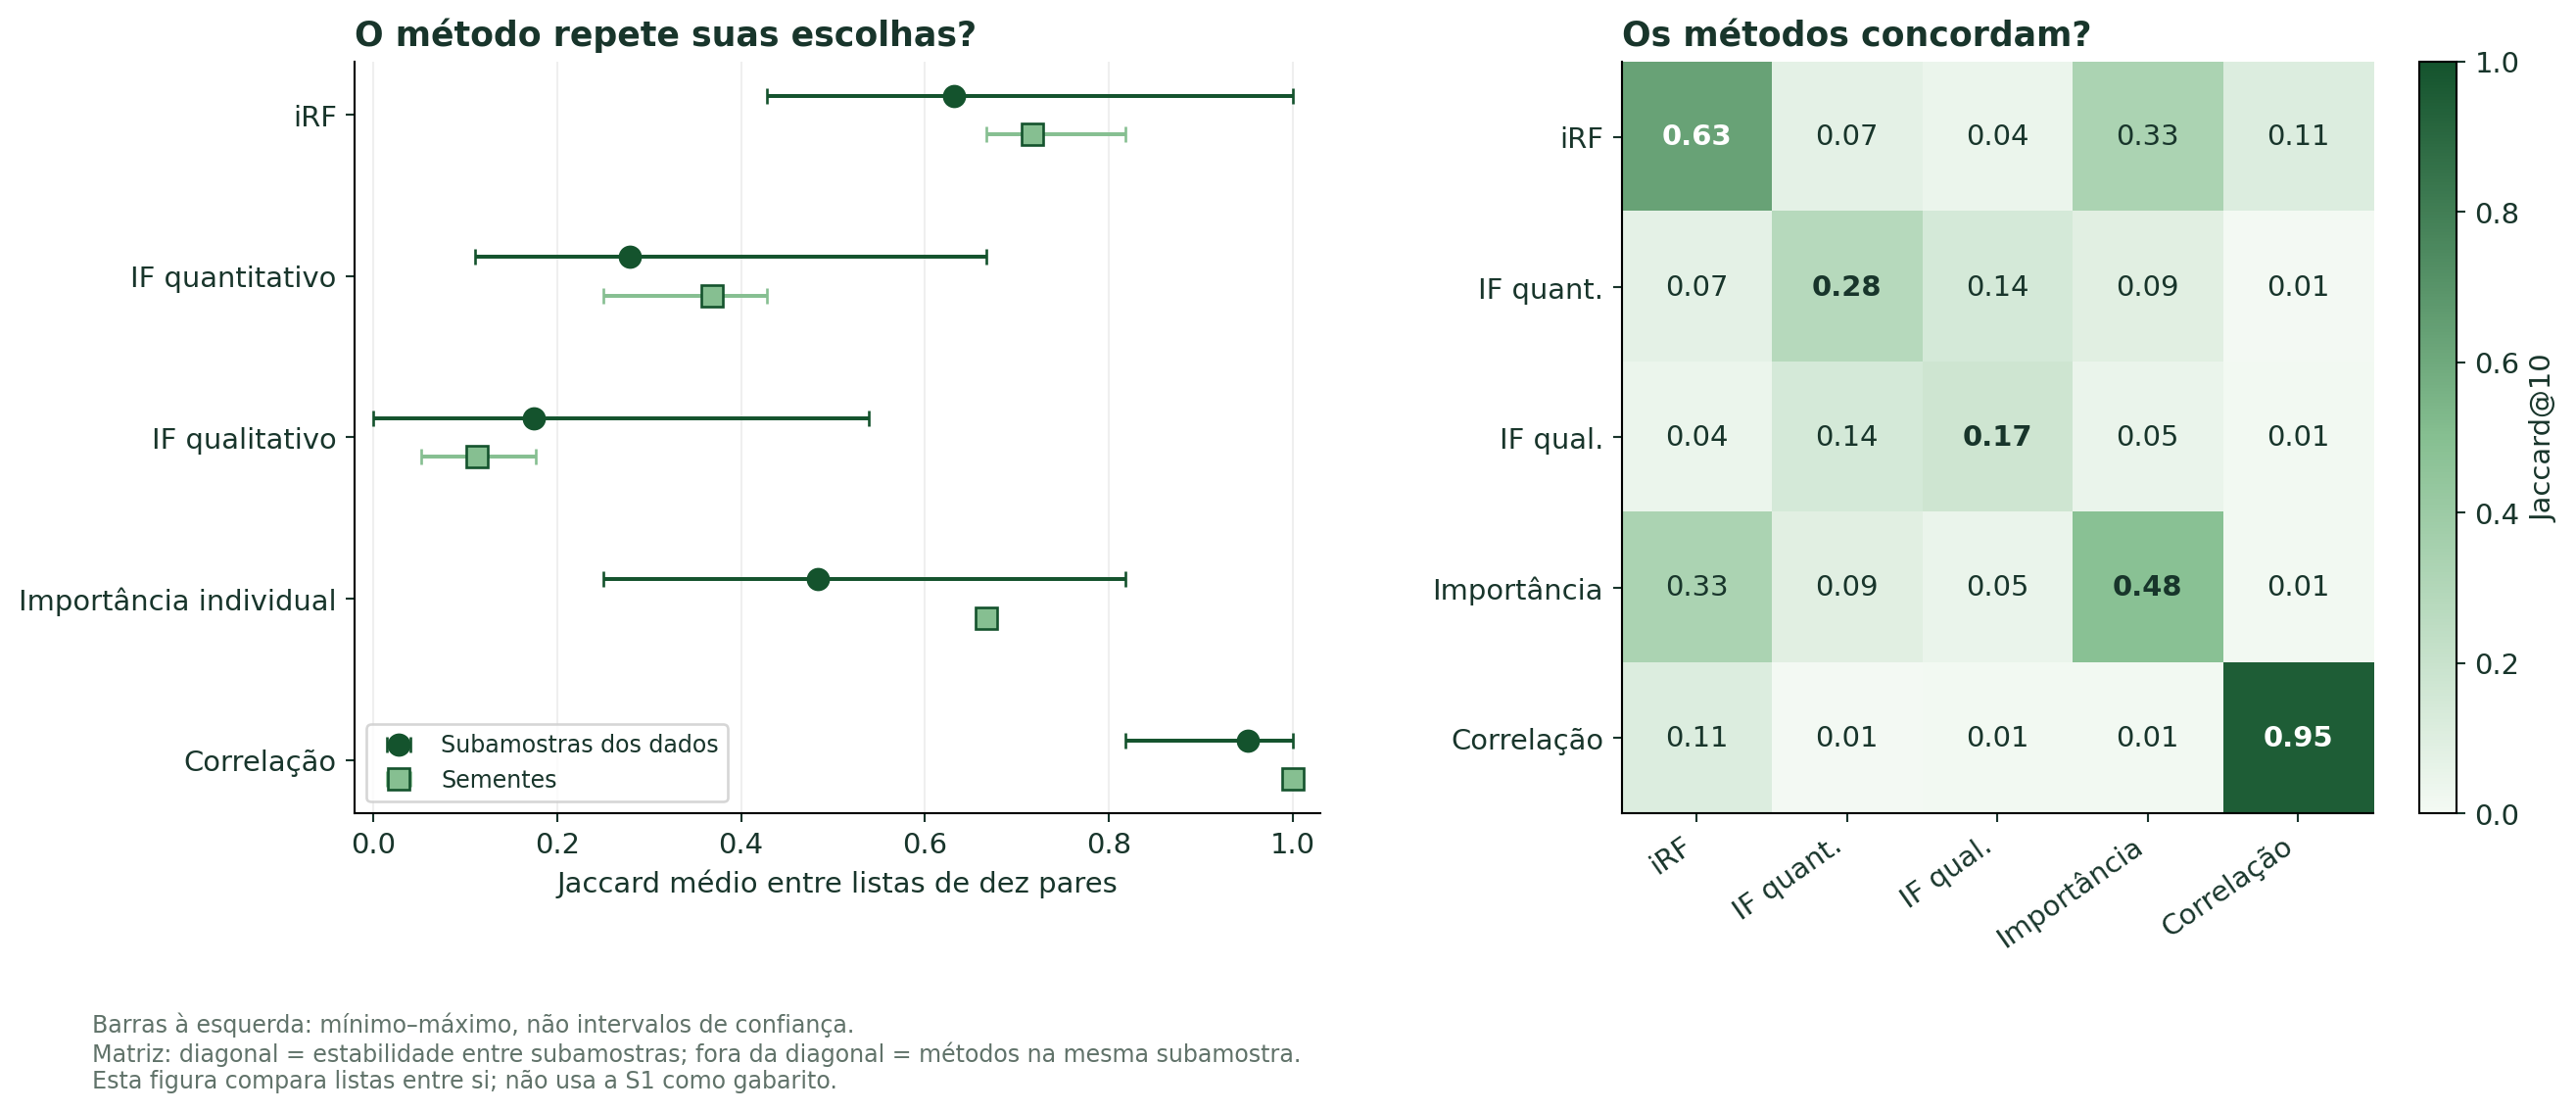 O método repete suas escolhas?
iRF
IF quantitativo
IF qualitativo
Importância individual
Correlação
Subamostras dos dados
Sementes
0.0 0.2 0.4 0.6 0.8 1.0
Jaccard médio entre listas de dez pares
Os métodos concordam?
iRF 0.63 0.07 0.04 0.33 0.11
IF quant. 0.07 0.28 0.14 0.09 0.01
IF qual. 0.04 0.14 0.17 0.05 0.01
Importância 0.33 0.09 0.05 0.48 0.01
Correlação 0.11 0.01 0.01 0.01 0.95
iRF IF quant. IF qual. Importância Correlação
1.0
0.8
0.6
0.4
0.2
0.0
Jaccard@10
Barras à esquerda: mínimo–máximo, não intervalos de confiança.
Matriz: diagonal = estabilidade entre subamostras; fora da diagonal = métodos na mesma subamostra.
Esta figura compara listas entre si; não usa a S1 como gabarito.